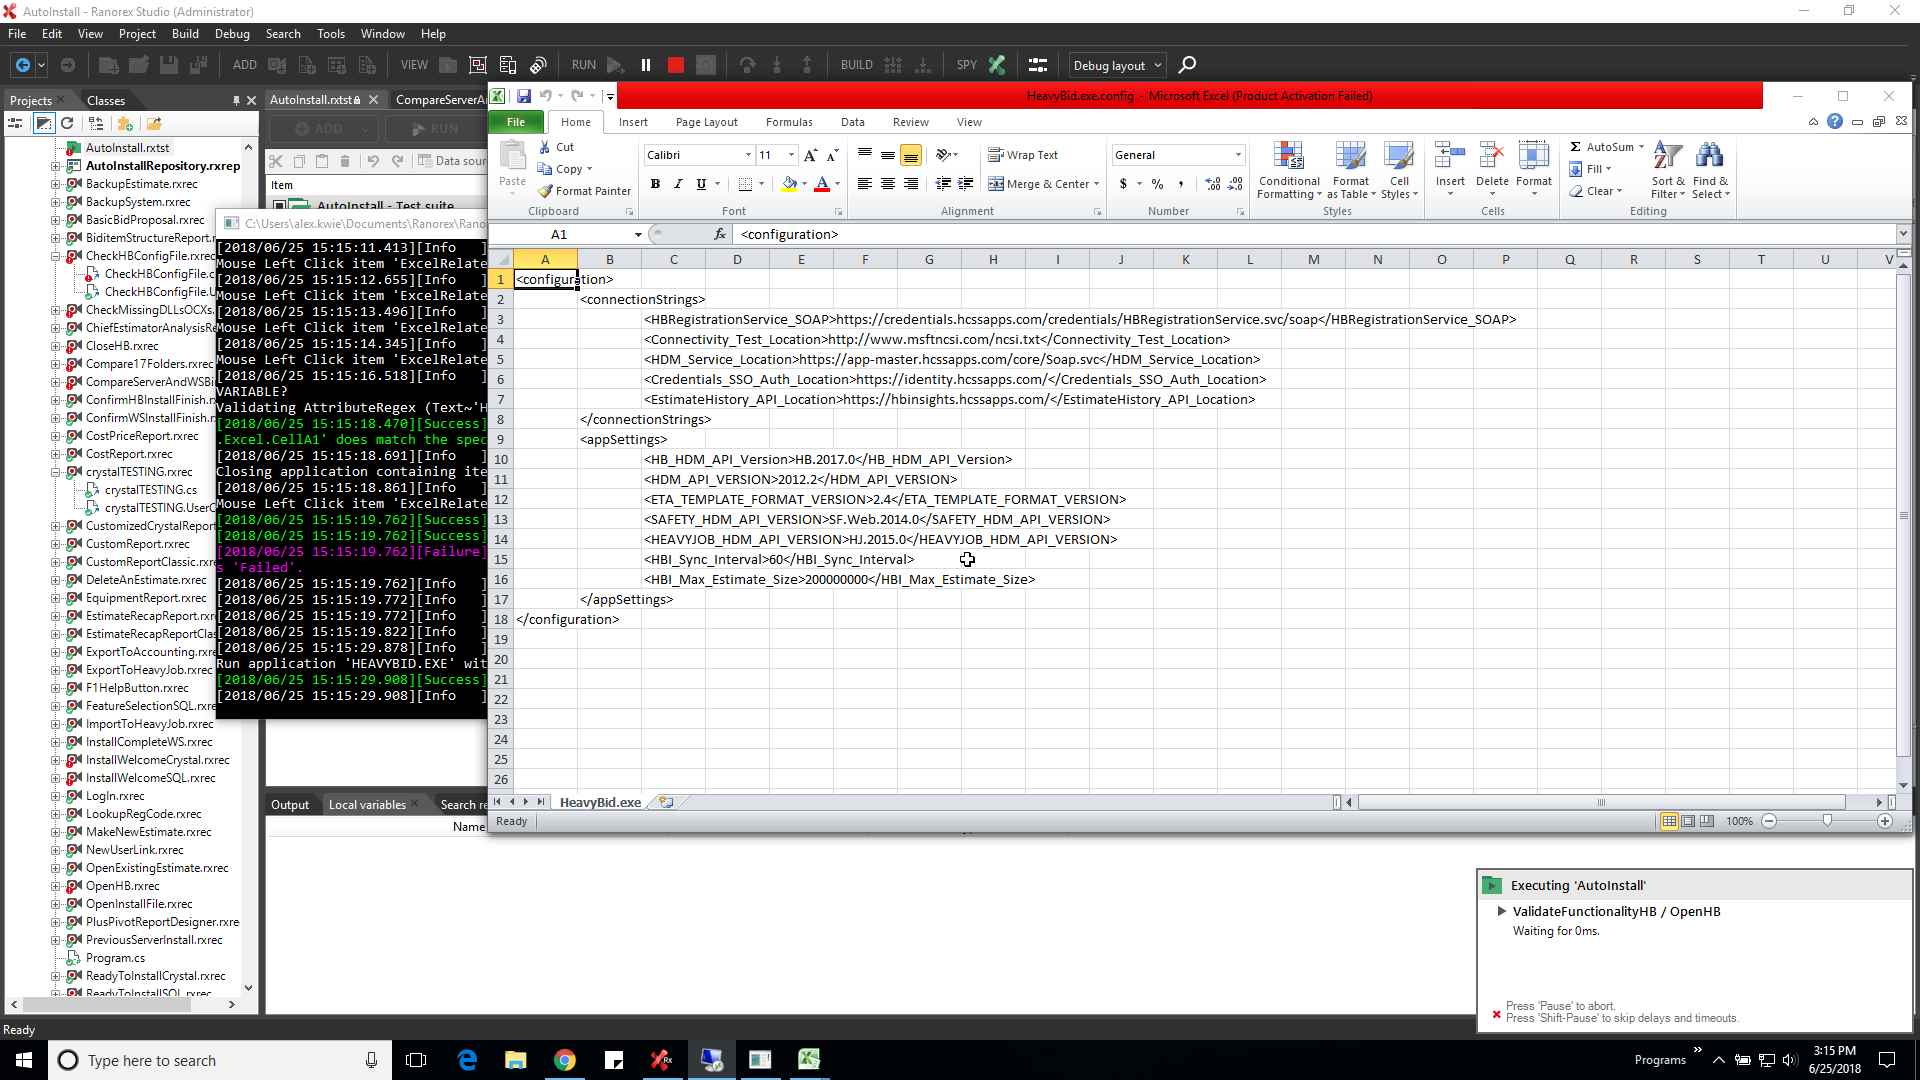 AutoInstall - Ranorex Studio (Administrator)
File Edit View Project Build Debug Search Tools Window Help
ADD VIEW RUN BUILD SPY Debug layout
Projects Classes
AutoInstall.rxtst CompareServerAn
ADD RUN
Data sour
Item
AutoInstall - Test suite
AutoInstall.rxtst
AutoInstallRepository.rxrep
BackupEstimate.rxrec
BackupSystem.rxrec
BasicBidProposal.rxrec
BiditemStructureReport.r
CheckHBConfigFile.rxrec
CheckHBConfigFile.c
CheckHBConfigFile.U
CheckMissingDLLsOCXs.
ChiefEstimatorAnalysisRe
CloseHB.rxrec
Compare17Folders.rxrec
CompareServerAndWSBi
ConfirmHBInstallFinish.r
ConfirmWSInstallFinish.r
CostPriceReport.rxrec
CostReport.rxrec
crystalTESTING.rxrec
crystalTESTING.cs
crystalTESTING.UserC
CustomizedCrystalReport
CustomReport.rxrec
CustomReportClassic.rxr
DeleteAnEstimate.rxrec
EquipmentReport.rxrec
EstimateRecapReport.rxr
EstimateRecapReportClas
ExportToAccounting.rxrec
ExportToHeavyJob.rxrec
F1HelpButton.rxrec
FeatureSelectionSQL.rxre
ImportToHeavyJob.rxrec
InstallCompleteWS.rxrec
InstallWelcomeCrystal.rxrec
InstallWelcomeSQL.rxrec
LogIn.rxrec
LookupRegCode.rxrec
MakeNewEstimate.rxrec
NewUserLink.rxrec
OpenExistingEstimate.rxrec
OpenHB.rxrec
OpenInstallFile.rxrec
PlusPivotReportDesigner.rxre
PreviousServerInstall.rxrec
Program.cs
ReadyToInstallCrystal.rxrec
ReadyToInstallSQL.rxrec
C:\Users\alex.kwie\Documents\Ranorex\Rano
[2018/06/25 15:15:11.413][Info ]
Mouse Left Click item 'ExcelRelate
[2018/06/25 15:15:12.655][Info ]
Mouse Left Click item 'ExcelRelate
[2018/06/25 15:15:13.496][Info ]
Mouse Left Click item 'ExcelRelate
[2018/06/25 15:15:14.345][Info ]
Mouse Left Click item 'ExcelRelate
[2018/06/25 15:15:16.518][Info ]
VARIABLE?
Validating AttributeRegex (Text~'H
[2018/06/25 15:15:18.470][Success]
.Excel.CellA1' does match the spec
[2018/06/25 15:15:18.691][Info ]
Closing application containing ite
[2018/06/25 15:15:18.861][Info ]
Mouse Left Click item 'ExcelRelate
[2018/06/25 15:15:19.762][Success]
[2018/06/25 15:15:19.762][Success]
[2018/06/25 15:15:19.762][Failure]
s 'Failed'.
[2018/06/25 15:15:19.762][Info ]
[2018/06/25 15:15:19.772][Info ]
[2018/06/25 15:15:19.772][Info ]
[2018/06/25 15:15:19.822][Info ]
[2018/06/25 15:15:29.878][Info ]
Run application 'HEAVYBID.EXE' wit
[2018/06/25 15:15:29.908][Success]
[2018/06/25 15:15:29.908][Info ]
HeavyBid.exe.config - Microsoft Excel (Product Activation Failed)
File Home Insert Page Layout Formulas Data Review View
Paste Cut Copy Format Painter
Calibri 11 B I U
Wrap Text
Merge & Center
General
$ % ,
Conditional Formatting Format as Table Cell Styles Insert Delete Format
AutoSum Fill Clear Sort & Filter Find & Select
Clipboard Font Alignment Number Styles Cells Editing
A1 fx <configuration>
A B C D E F G H I J K L M N O P Q R S T U V
1 <configuration>
2 <connectionStrings>
3 <HBRegistrationService_SOAP>https://credentials.hcssapps.com/credentials/HBRegistrationService.svc/soap</HBRegistrationService_SOAP>
4 <Connectivity_Test_Location>http://www.msftncsi.com/ncsi.txt</Connectivity_Test_Location>
5 <HDM_Service_Location>https://app-master.hcssapps.com/core/Soap.svc</HDM_Service_Location>
6 <Credentials_SSO_Auth_Location>https://identity.hcssapps.com/</Credentials_SSO_Auth_Location>
7 <EstimateHistory_API_Location>https://hbinsights.hcssapps.com/</EstimateHistory_API_Location>
8 </connectionStrings>
9 <appSettings>
10 <HB_HDM_API_Version>HB.2017.0</HB_HDM_API_Version>
11 <HDM_API_VERSION>2012.2</HDM_API_VERSION>
12 <ETA_TEMPLATE_FORMAT_VERSION>2.4</ETA_TEMPLATE_FORMAT_VERSION>
13 <SAFETY_HDM_API_VERSION>SF.Web.2014.0</SAFETY_HDM_API_VERSION>
14 <HEAVYJOB_HDM_API_VERSION>HJ.2015.0</HEAVYJOB_HDM_API_VERSION>
15 <HBI_Sync_Interval>60</HBI_Sync_Interval>
16 <HBI_Max_Estimate_Size>200000000</HBI_Max_Estimate_Size>
17 </appSettings>
18 </configuration>
19
20
21
22
23
24
25
26
HeavyBid.exe
Ready 100%
Output Local variables Search re
Name
Executing 'AutoInstall'
ValidateFunctionalityHB / OpenHB
Waiting for 0ms.
Press 'Pause' to abort.
Press 'Shift-Pause' to skip delays and timeouts.
Ready
Type here to search
Programs
3:15 PM
6/25/2018